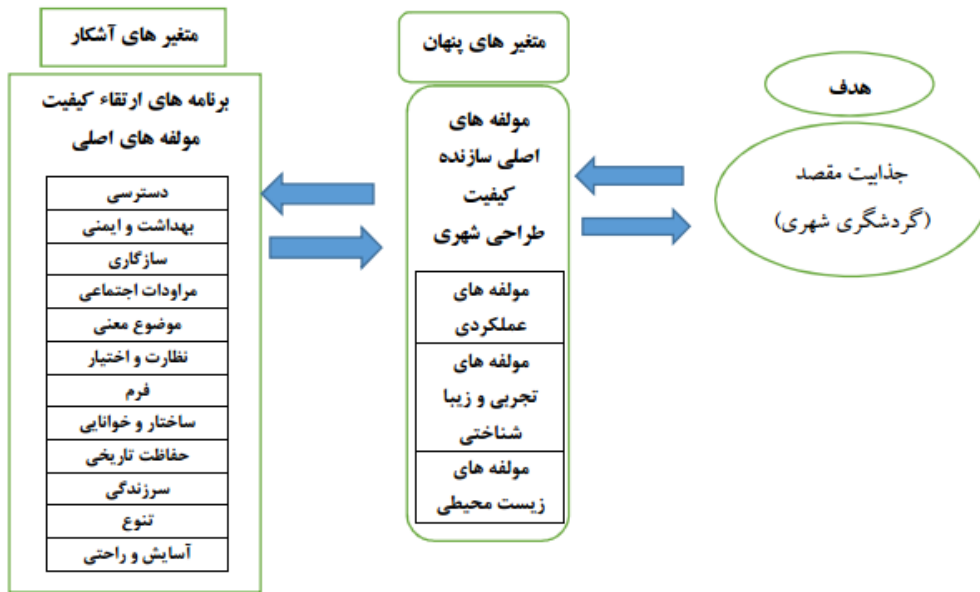 هدف
جذابیت مقصد
(گردشگری شهری)
متغیر های پنهان
مولفه های
اصلی سازنده
کیفیت
طراحی شهری
مولفه های
عملکردی
مولفه های
تجربی و زیبا
شناختی
مولفه های
زیست محیطی
متغیر های آشکار
برنامه های ارتقاء کیفیت
مولفه های اصلی
دسترسی
بهداشت و ایمنی
سازگاری
مراودات اجتماعی
موضوع معنی
نظارت و اختیار
فرم
ساختار و خوانایی
حفاظت تاریخی
سرزندگی
تنوع
آسایش و راحتی